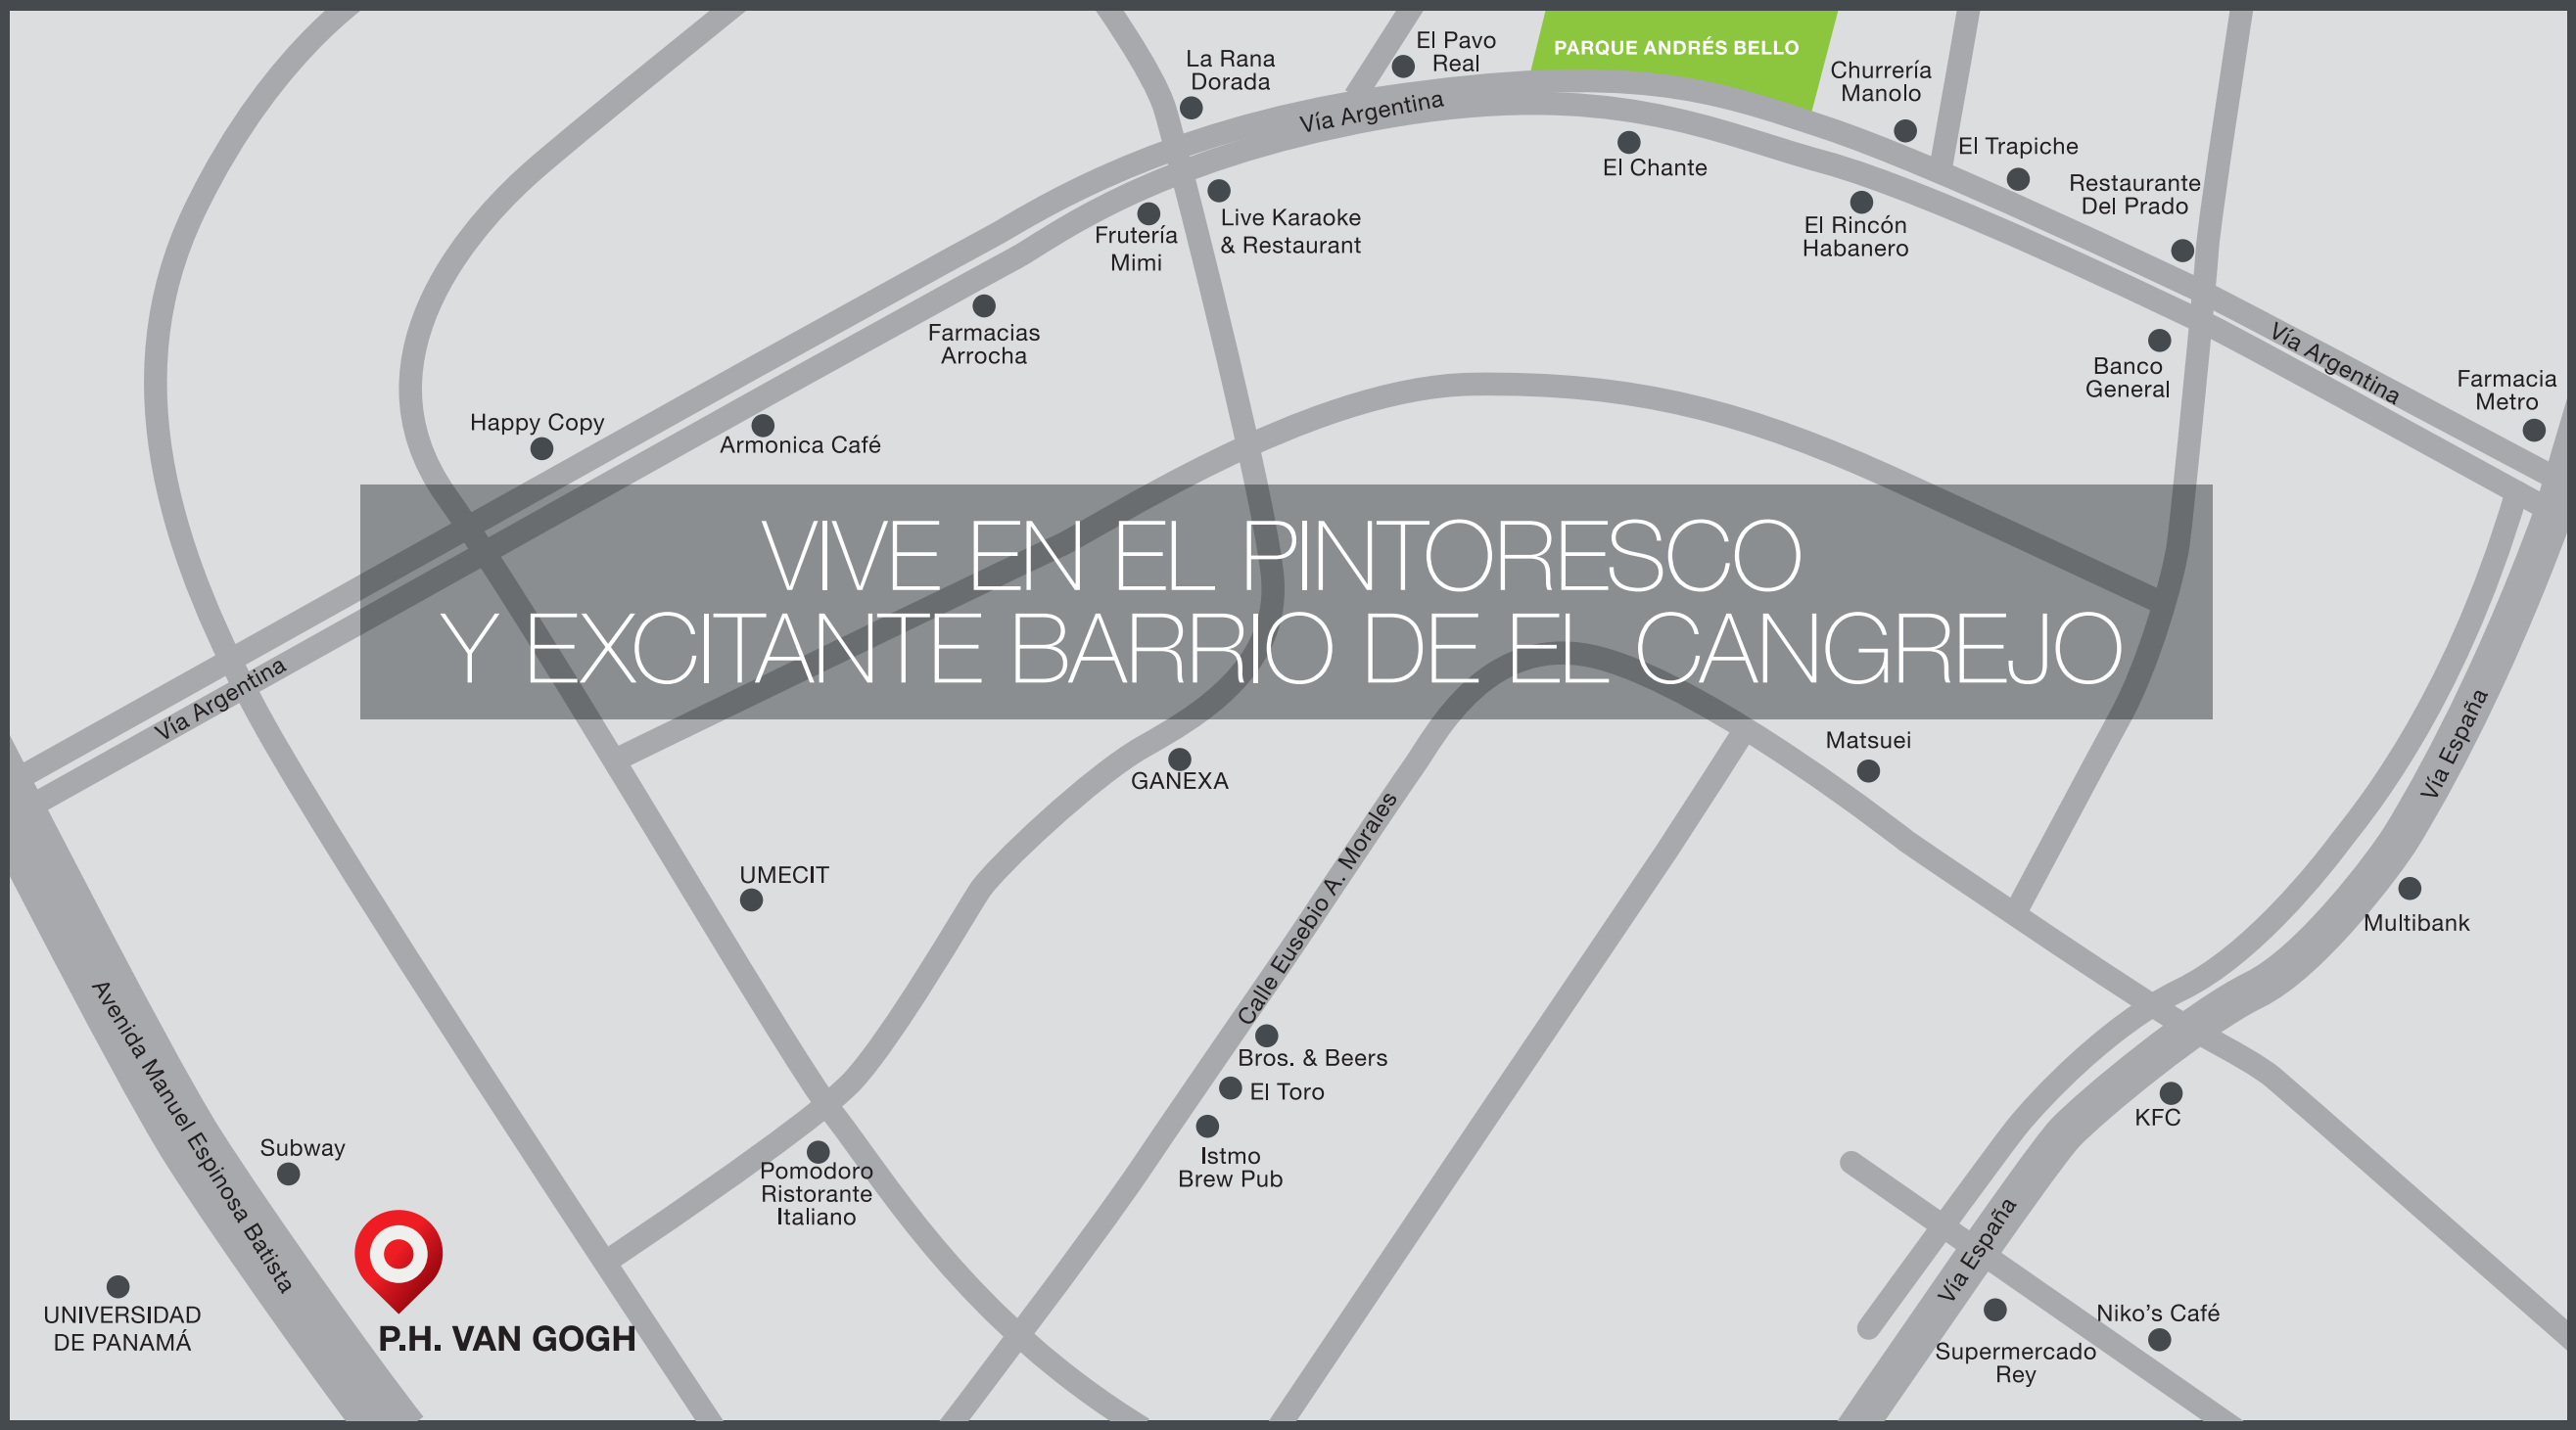 El Pavo
Real
PARQUE ANDRÉS BELLO
La Rana
Dorada
Churrería
Manolo
Vía Argentina
El Trapiche
El Chante
Restaurante
Del Prado
Live Karaoke
& Restaurant
Frutería
Mimi
El Rincón
Habanero
Farmacias
Arrocha
Vía Argentina
Banco
General
Farmacia
Metro
Happy Copy
Armonica Café
VIVE EN EL PINTORESCO
Y EXCITANTE BARRIO DE EL CANGREJO
Vía Argentina
Vía España
Matsuei
GANEXA
Calle Eusebio A. Morales
UMECIT
Multibank
Avenida Manuel Espinosa Batista
Bros. & Beers
El Toro
KFC
Istmo
Brew Pub
Subway
Pomodoro
Ristorante
Italiano
Vía España
UNIVERSIDAD
DE PANAMÁ
P.H. VAN GOGH
Niko’s Café
Supermercado
Rey